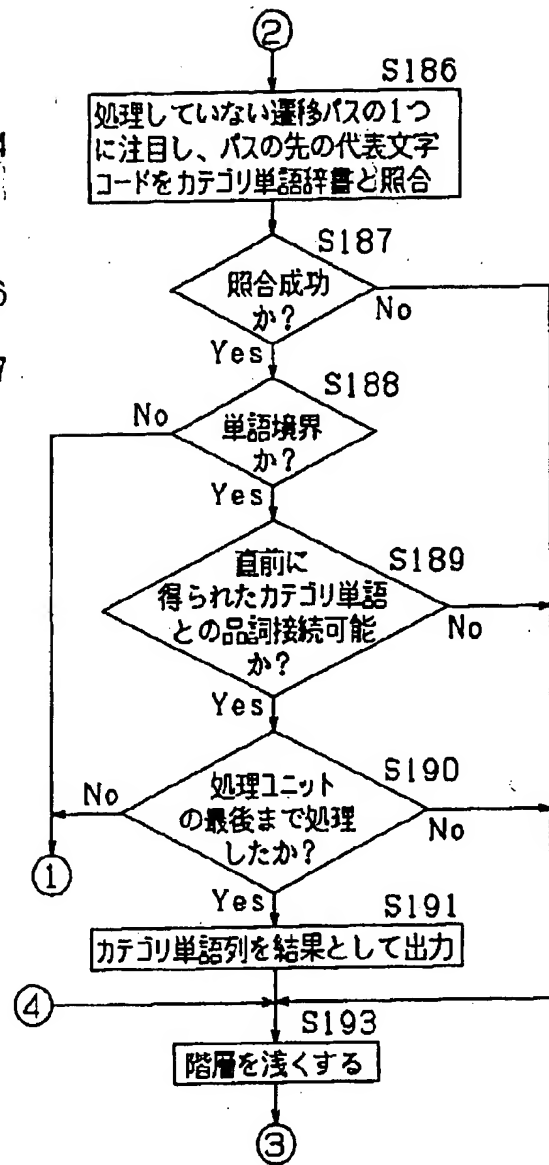 ②
S186
処理していない遷移パスの1つ
に注目し、パスの先の代表文字
コードをカテゴリ単語辞書と照合
S187
照合成功
か?
No
Yes
S188
No
単語境界
か?
Yes
S189
直前に
得られたカテゴリ単語
との品詞接続可能
か?
No
Yes
S190
No
処理ユニット
の最後まで処理
したか?
No
①
Yes
S191
カテゴリ単語列を結果として出力
④
S193
階層を浅くする
③
4
6
7